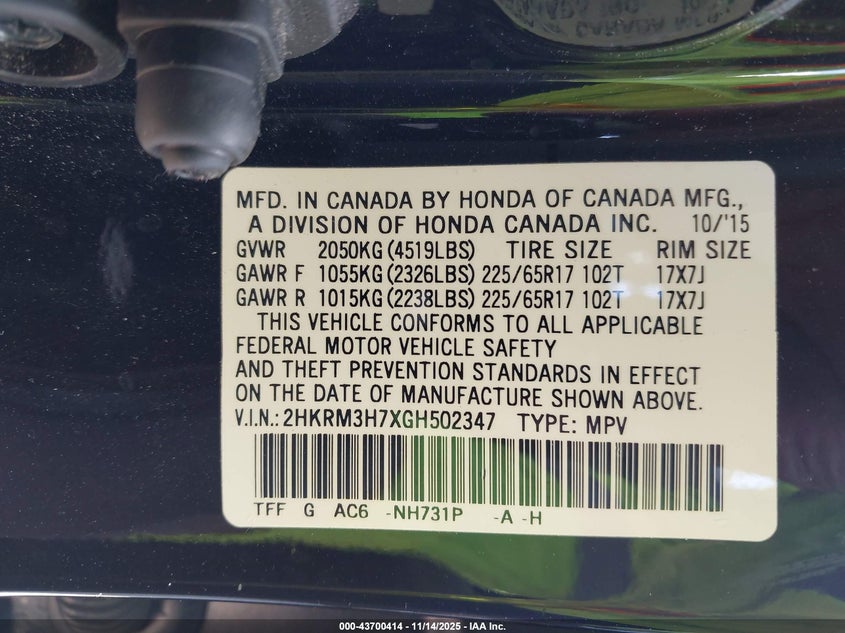 MFD. IN CANADA BY HONDA OF CANADA MFG.,
A DIVISION OF HONDA CANADA INC. 10/'15
GVWR 2050KG(4519LBS) TIRE SIZE RIM SIZE
GAWR F 1055KG(2326LBS) 225/65R17 102T 17X7J
GAWR R 1015KG(2238LBS) 225/65R17 102T 17X7J
THIS VEHICLE CONFORMS TO ALL APPLICABLE
FEDERAL MOTOR VEHICLE SAFETY
AND THEFT PREVENTION STANDARDS IN EFFECT
ON THE DATE OF MANUFACTURE SHOWN ABOVE.
V.I.N.: 2HKRM3H7XGH502347 TYPE: MPV
TFF G AC6 -NH731P -A -H
000-43700414 - 11/14/2025 - IAA Inc.